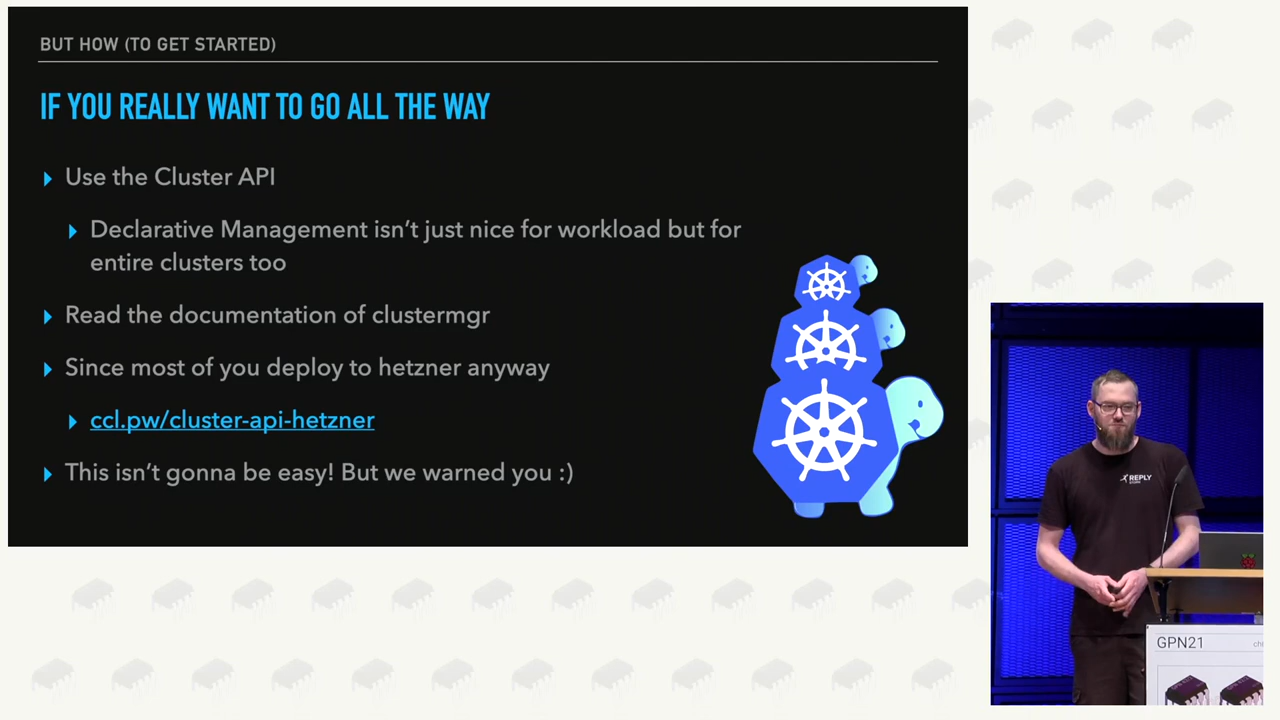 BUT HOW (TO GET STARTED)
IF YOU REALLY WANT TO GO ALL THE WAY
Use the Cluster API
Declarative Management isn’t just nice for workload but for
entire clusters too
Read the documentation of clustermgr
Since most of you deploy to hetzner anyway
ccl.pw/cluster-api-hetzner
This isn’t gonna be easy! But we warned you :)
REPLY
GPN21